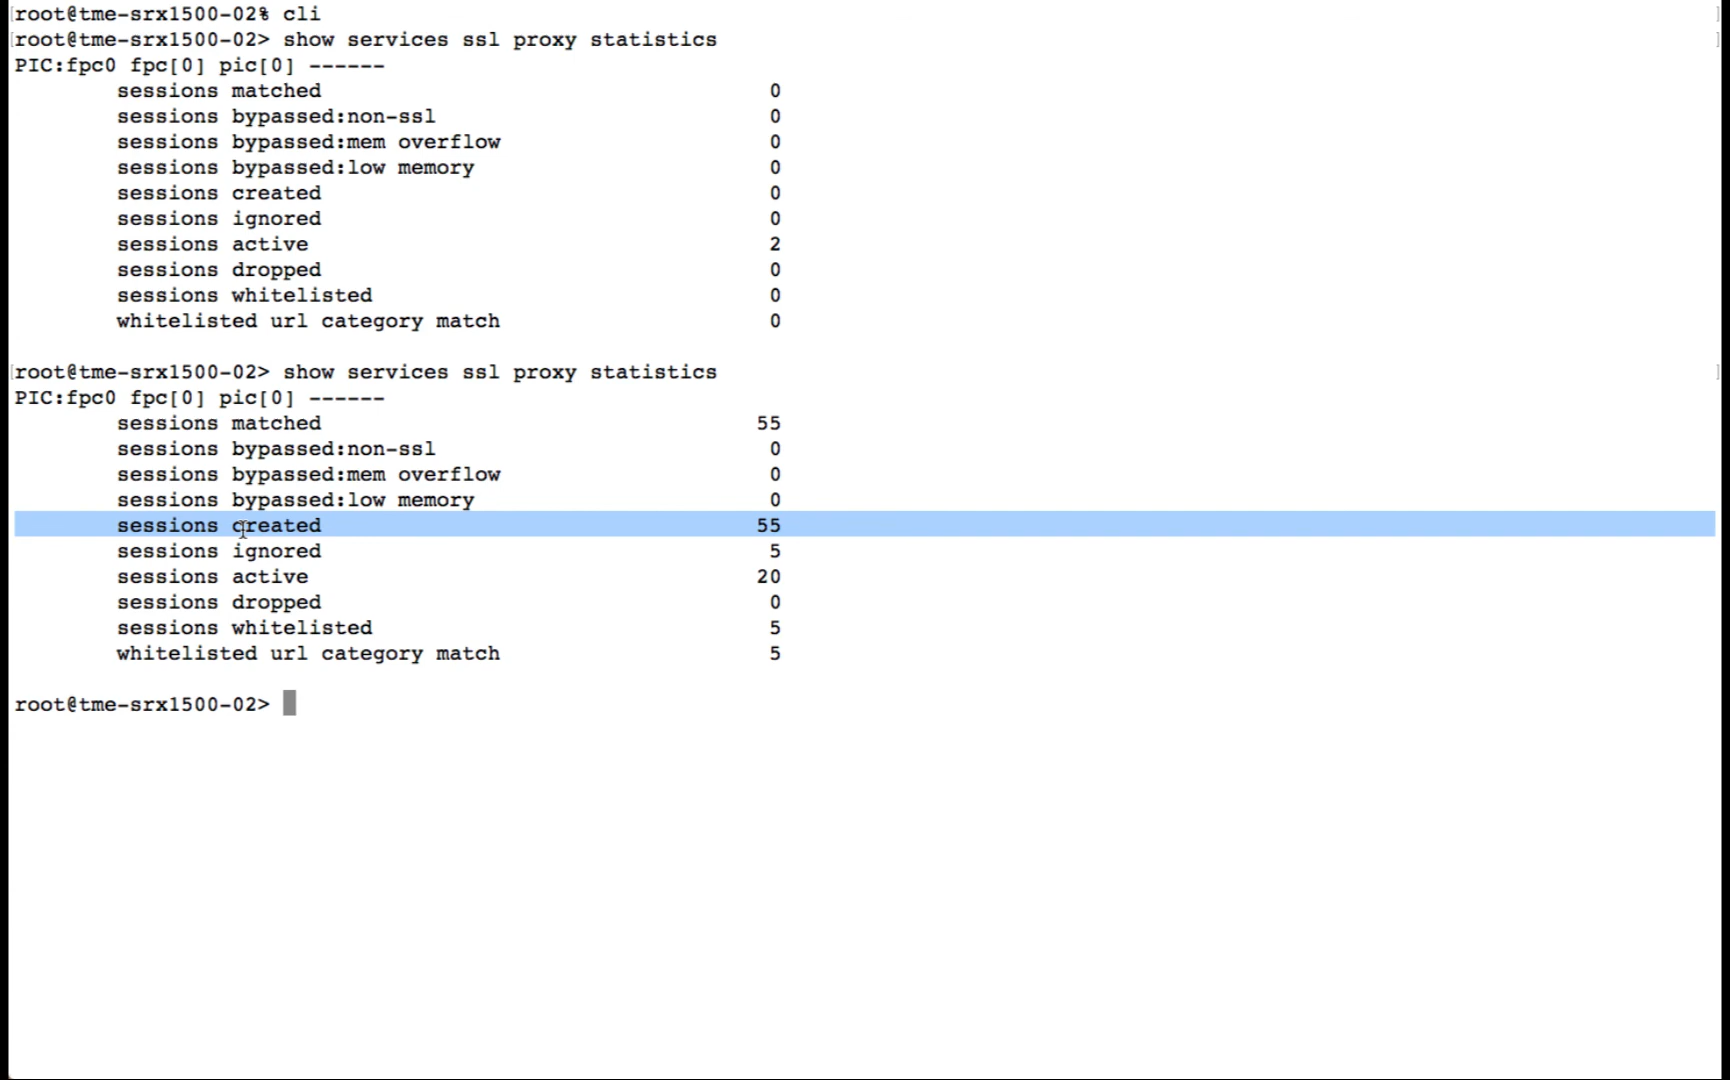 root@tme-srx1500-02% cli
root@tme-srx1500-02> show services ssl proxy statistics
PIC:fpc0 fpc[0] pic[0] ------
sessions matched 0
sessions bypassed:non-ssl 0
sessions bypassed:mem overflow 0
sessions bypassed:low memory 0
sessions created 0
sessions ignored 0
sessions active 2
sessions dropped 0
sessions whitelisted 0
whitelisted url category match 0
root@tme-srx1500-02> show services ssl proxy statistics
PIC:fpc0 fpc[0] pic[0] ------
sessions matched 55
sessions bypassed:non-ssl 0
sessions bypassed:mem overflow 0
sessions bypassed:low memory 0
sessions created 55
sessions ignored 5
sessions active 20
sessions dropped 0
sessions whitelisted 5
whitelisted url category match 5
root@tme-srx1500-02>